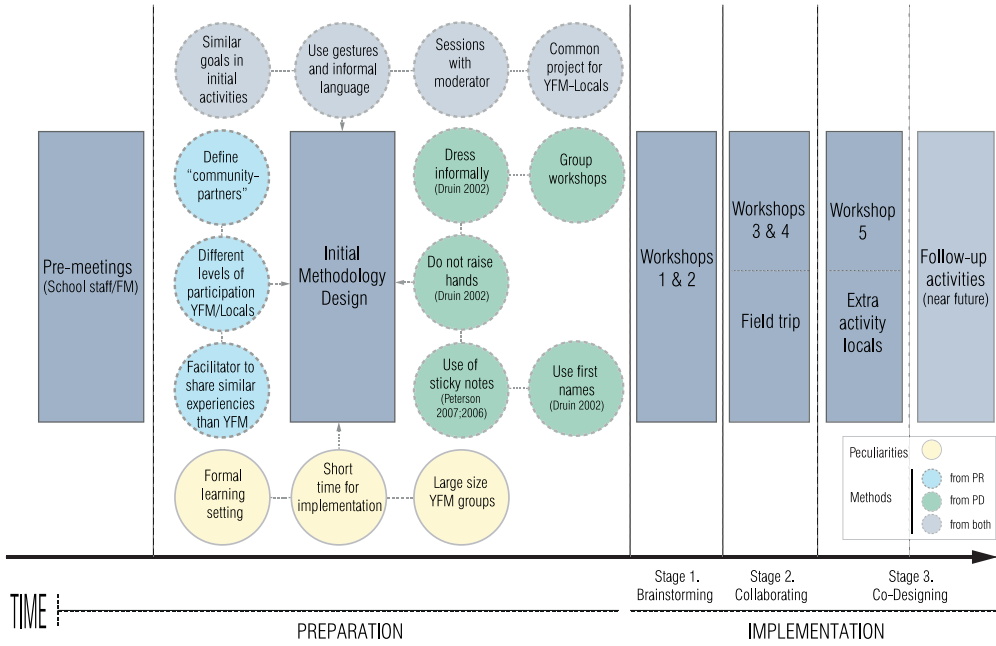 Similar
goals in
initial
activities
Use gestures
and informal
language
Sessions
with
moderator
Common
project for
YFM-Locals
Define
“community-
partners”
Dress
informally
(Druin 2002)
Group
workshops
Pre-meetings
(School staff/FM)
Different
levels of
participation
YFM/Locals
Initial
Methodology
Design
Do not raise
hands
(Druin 2002)
Facilitator to
share similar
experiencies
than YFM
Use of
sticky notes
(Peterson
2007;2006)
Use first
names
(Druin 2002)
Formal
learning
setting
Short
time for
implementation
Large size
YFM groups
Workshops
1 & 2
Workshops
3 & 4
Field trip
Workshop
5
Extra
activity
locals
Follow-up
activities
(near future)
Peculiarities
Methods
from PR
from PD
from both
Stage 1.
Brainstorming
Stage 2.
Collaborating
Stage 3.
Co-Designing
TIME
PREPARATION
IMPLEMENTATION